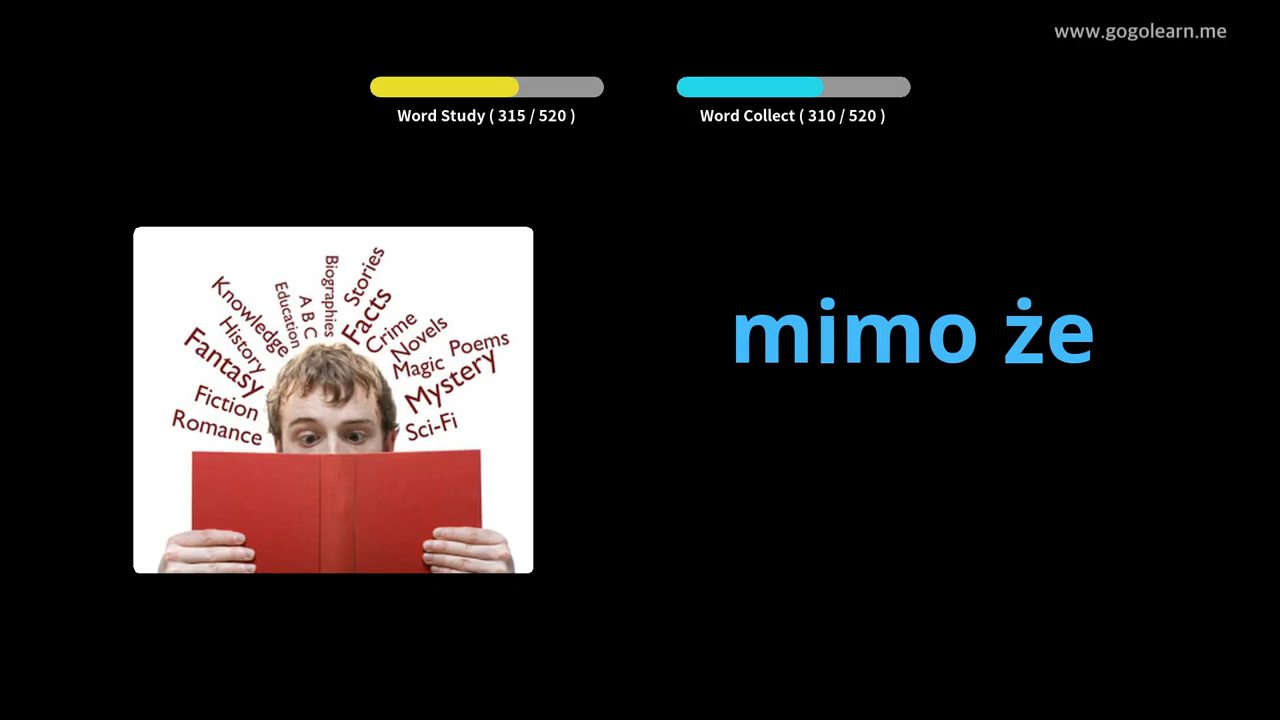 www.gogolearn.me
Word Study ( 315 / 520 )
Word Collect ( 310 / 520 )
Stories
Biographies
Facts
Education
A B C
Knowledge
Crime
Novels
History
Poems
Fantasy
Magic
Mystery
Fiction
Romance
Sci-Fi
mimo że